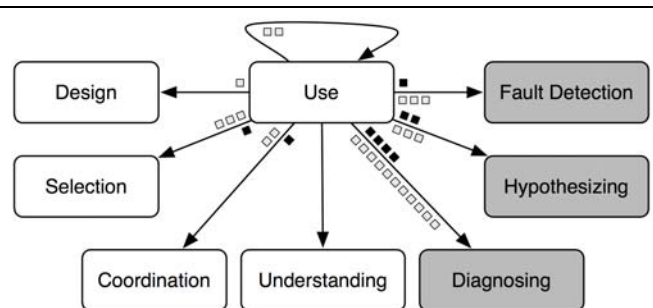 Design
Use
Fault Detection
Selection
Hypothesizing
Coordination
Understanding
Diagnosing